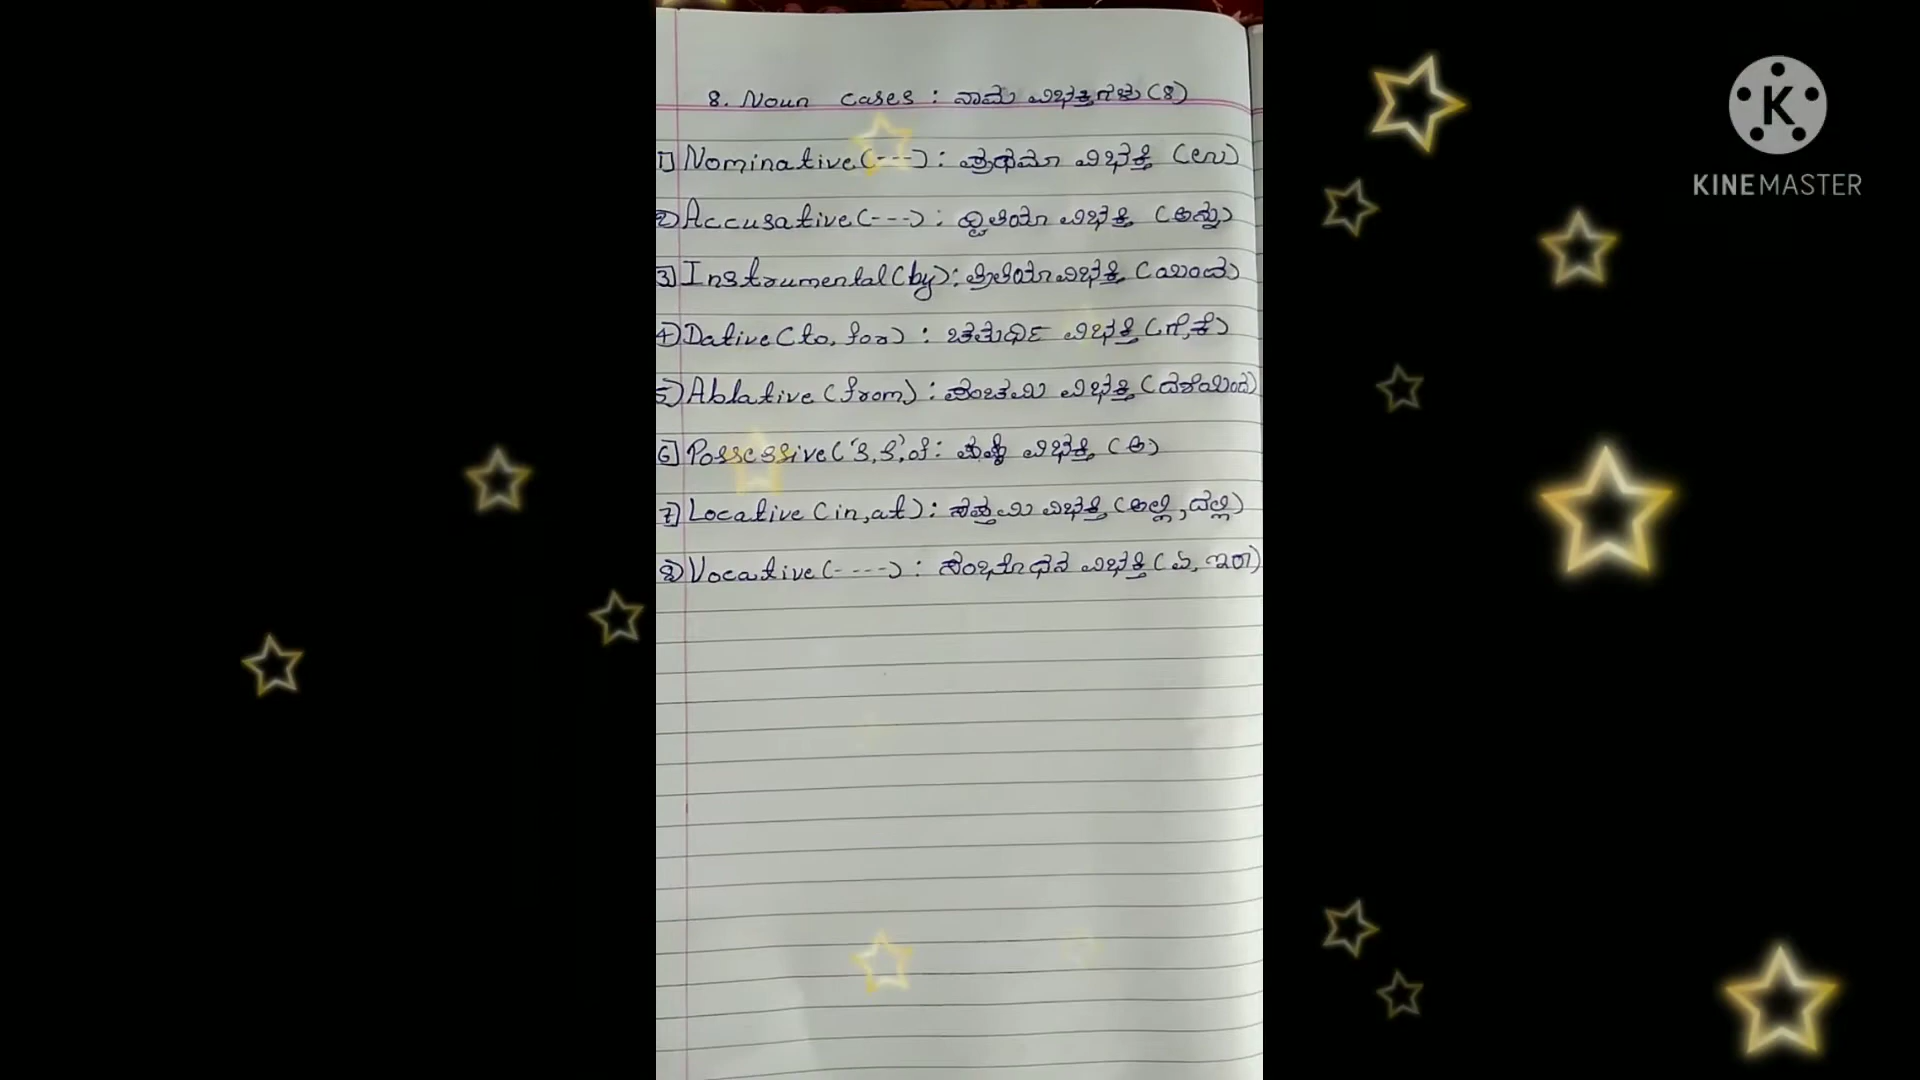 8. Noun cases : ನಾಮ ವಿಭಕ್ತಿಗಳು (8)
1] Nominative (---) : ಪ್ರಥಮಾ ವಿಭಕ್ತಿ (ಉ)
2] Accusative (---) : ದ್ವಿತೀಯಾ ವಿಭಕ್ತಿ (ಅನ್ನು)
3] Instrumental (by) : ತೃತೀಯಾ ವಿಭಕ್ತಿ (ಯಿಂದ)
4] Dative (to, for) : ಚತುರ್ಥಿ ವಿಭಕ್ತಿ (ಗೆ, ಕೆ)
5] Ablative (from) : ಪಂಚಮಿ ವಿಭಕ್ತಿ (ದೆಸೆಯಿಂದ)
6] Possessive ('s, s', of : ಷಷ್ಠಿ ವಿಭಕ್ತಿ (ಅ)
7] Locative (in, at) : ಸಪ್ತಮಿ ವಿಭಕ್ತಿ (ಅಲ್ಲಿ, ದಲ್ಲಿ)
8] Vocative (----) : ಸಂಬೋಧನ ವಿಭಕ್ತಿ (ಏ, ಇರಾ)
K
KINEMASTER